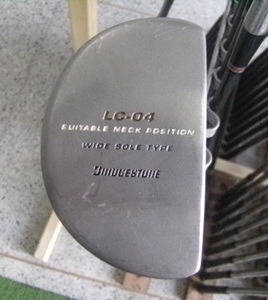 LC-04
SUITABLE NECK POSITION
WIDE SOLE TYPE
BRIDGESTONE